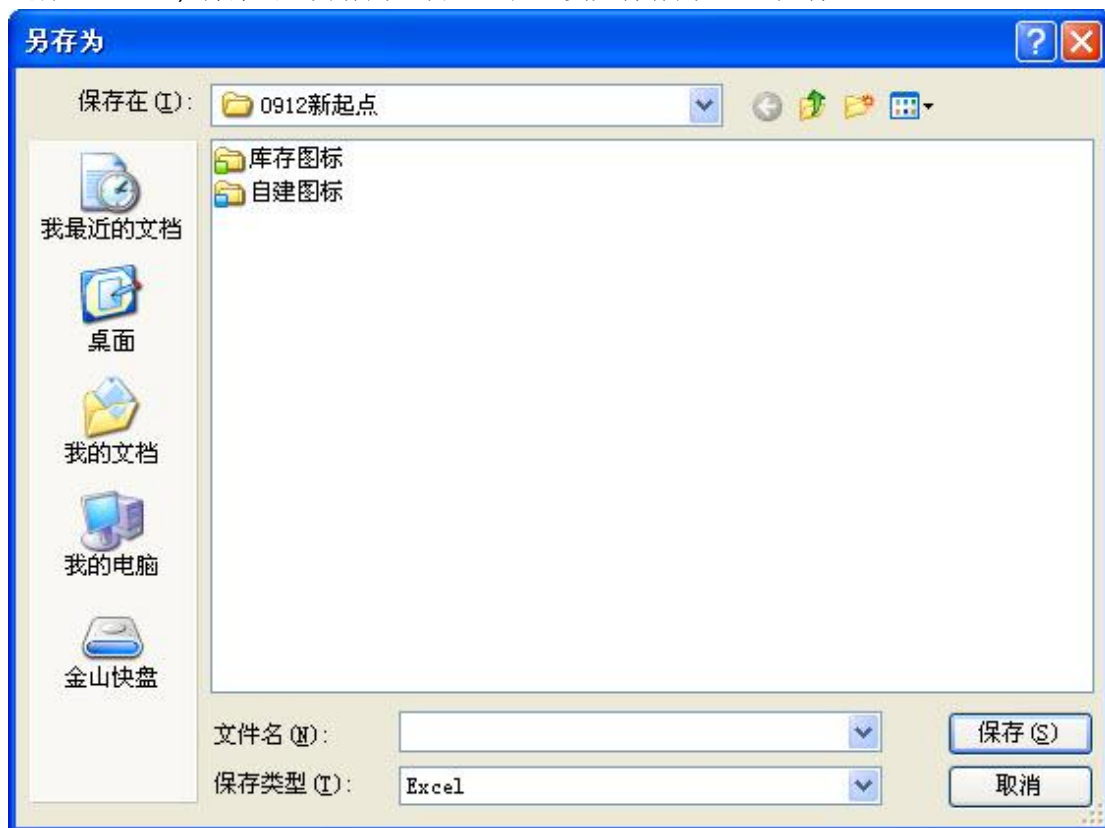 另存为
保存在(I):
0912新起点
库存图标
自建图标
我最近的文档
桌面
我的文档
我的电脑
金山快盘
文件名(N):
保存(S)
保存类型(T):
Excel
取消